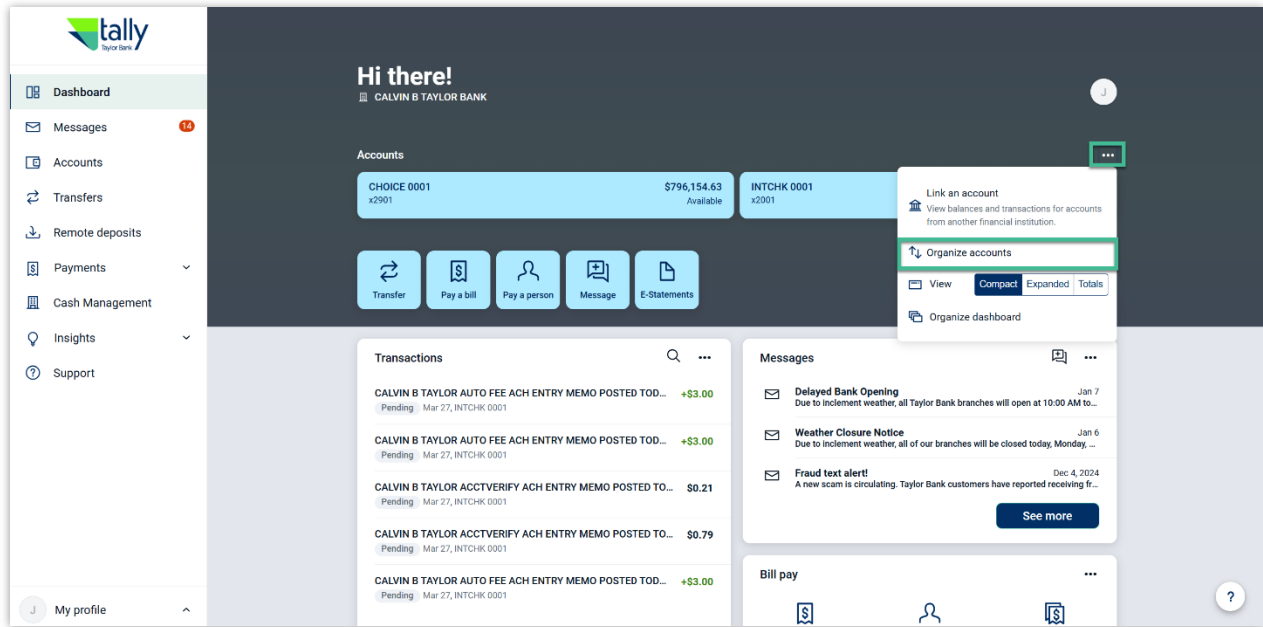 tally
Taylor Bank
Dashboard
Messages 14
Accounts
Transfers
Remote deposits
Payments
Cash Management
Insights
Support
J My profile
Hi there!
CALVIN B TAYLOR BANK
J
Accounts
CHOICE 0001 $796,154.63
x2901 Available
INTCHK 0001
x2001
Link an account
View balances and transactions for accounts
from another financial institution.
Organize accounts
View Compact Expanded Totals
Organize dashboard
Transfer Pay a bill Pay a person Message E-Statements
Transactions
CALVIN B TAYLOR AUTO FEE ACH ENTRY MEMO POSTED TOD... +$3.00
Pending Mar 27, INTCHK 0001
CALVIN B TAYLOR AUTO FEE ACH ENTRY MEMO POSTED TOD... +$3.00
Pending Mar 27, INTCHK 0001
CALVIN B TAYLOR ACCTVERIFY ACH ENTRY MEMO POSTED TO... $0.21
Pending Mar 27, INTCHK 0001
CALVIN B TAYLOR ACCTVERIFY ACH ENTRY MEMO POSTED TO... $0.79
Pending Mar 27, INTCHK 0001
CALVIN B TAYLOR AUTO FEE ACH ENTRY MEMO POSTED TOD... +$3.00
Pending Mar 27, INTCHK 0001
Messages
Delayed Bank Opening Jan 7
Due to inclement weather, all Taylor Bank branches will open at 10:00 AM to...
Weather Closure Notice Jan 6
Due to inclement weather, all of our branches will be closed today, Monday, ...
Fraud text alert! Dec 4, 2024
A new scam is circulating. Taylor Bank customers have reported receiving fr...
See more
Bill pay
?